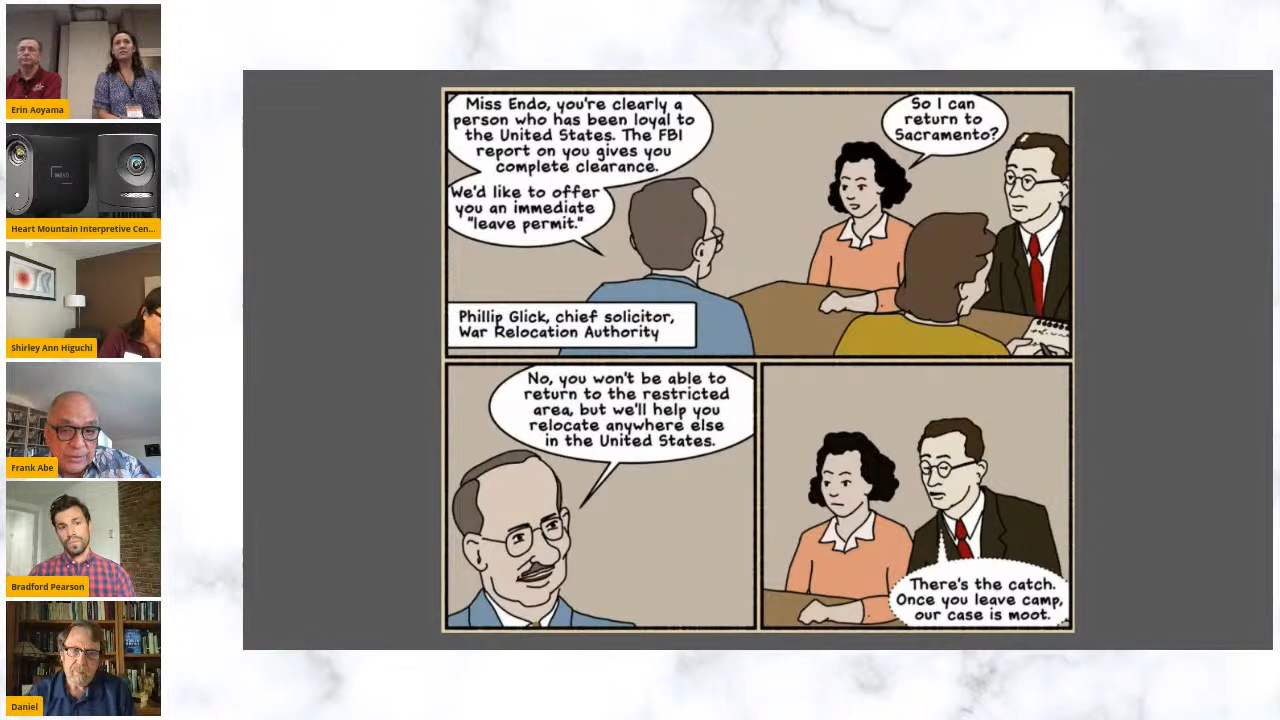 Erin Aoyama
Heart Mountain Interpretive Cen...
Shirley Ann Higuchi
Frank Abe
Bradford Pearson
Daniel
Miss Endo, you're clearly a
person who has been loyal to
the United States. The FBI
report on you gives you
complete clearance.
We'd like to offer
you an immediate
"leave permit."
So I can
return to
Sacramento?
Phillip Glick, chief solicitor,
War Relocation Authority
No, you won't be able to
return to the restricted
area, but we'll help you
relocate anywhere else
in the United States.
There's the catch.
Once you leave camp,
our case is moot.